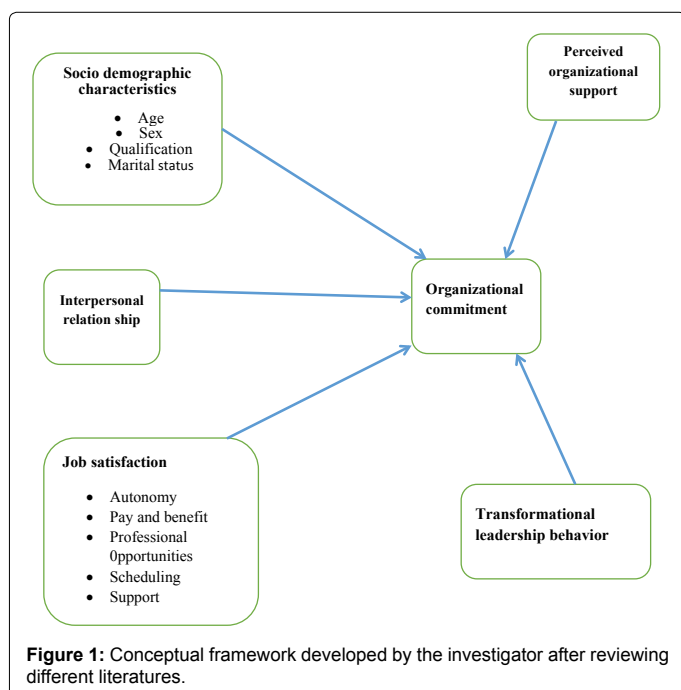 Socio demographic
characteristics
• Age
• Sex
• Qualification
• Marital status
Perceived
organizational
support
Interpersonal
relation ship
Organizational
commitment
Job satisfaction
• Autonomy
• Pay and benefit
• Professional
0pportunities
• Scheduling
• Support
Transformational
leadership behavior
Figure 1: Conceptual framework developed by the investigator after reviewing
different literatures.